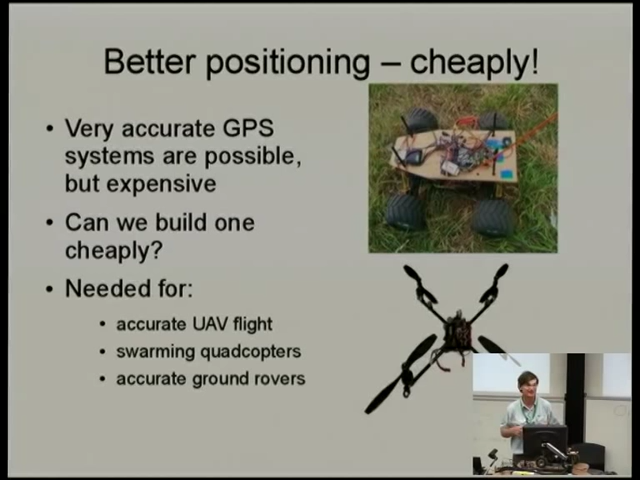 Better positioning – cheaply!
• Very accurate GPS
systems are possible,
but expensive
• Can we build one
cheaply?
• Needed for:
• accurate UAV flight
• swarming quadcopters
• accurate ground rovers